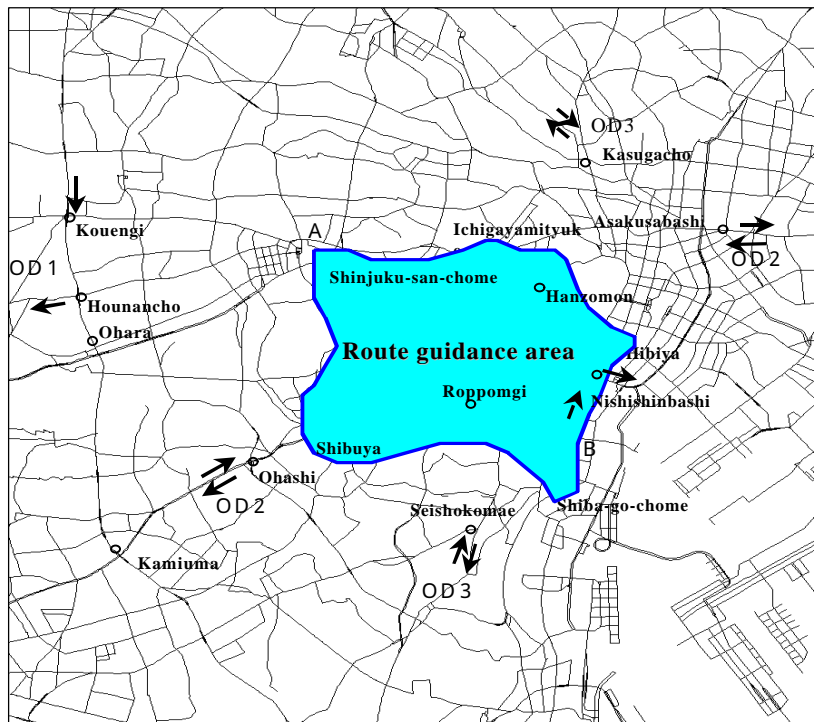 OD3
Kasugacho
A
Ichigayamityuk
Asakusabashi
Kouengi
OD2
OD1
Shinjuku-san-chome
Hanzomon
Hounancho
Ohara
Route guidance area
Hibiya
Roppomgi
Nishishinbashi
Shibuya
B
Ohashi
OD2
Seishokomae
Shiba-go-chome
Kamiuma
OD3